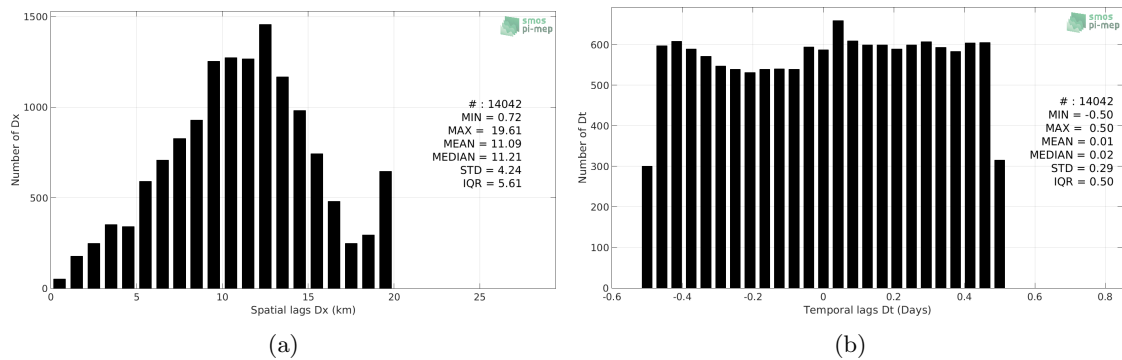 1500
1000
500
0
0
5
10
15
20
25
Number of Dx
Spatial lags Dx (km)
smos
pi-mep
# : 14042
MIN = 0.72
MAX = 19.61
MEAN = 11.09
MEDIAN = 11.21
STD = 4.24
IQR = 5.61
(a)
600
500
400
300
200
100
0
-0.6
-0.4
-0.2
0
0.2
0.4
0.6
0.8
Number of Dt
Temporal lags Dt (Days)
smos
pi-mep
# : 14042
MIN = -0.50
MAX = 0.50
MEAN = 0.01
MEDIAN = 0.02
STD = 0.29
IQR = 0.50
(b)